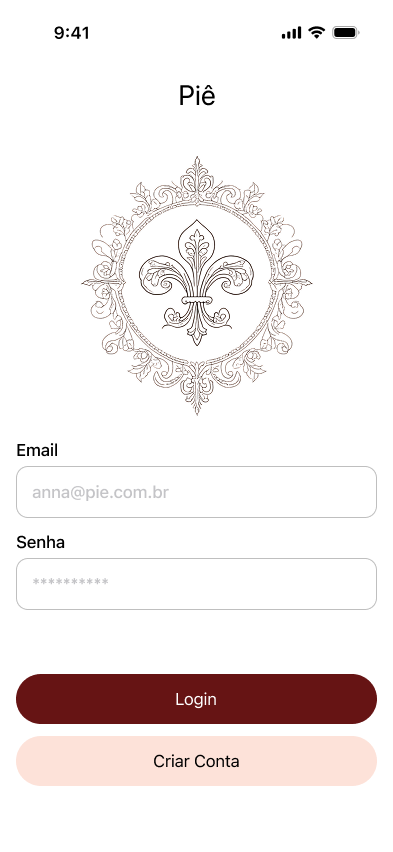 9:41
Piê
Email
anna@pie.com.br
Senha
**********
Login
Criar Conta